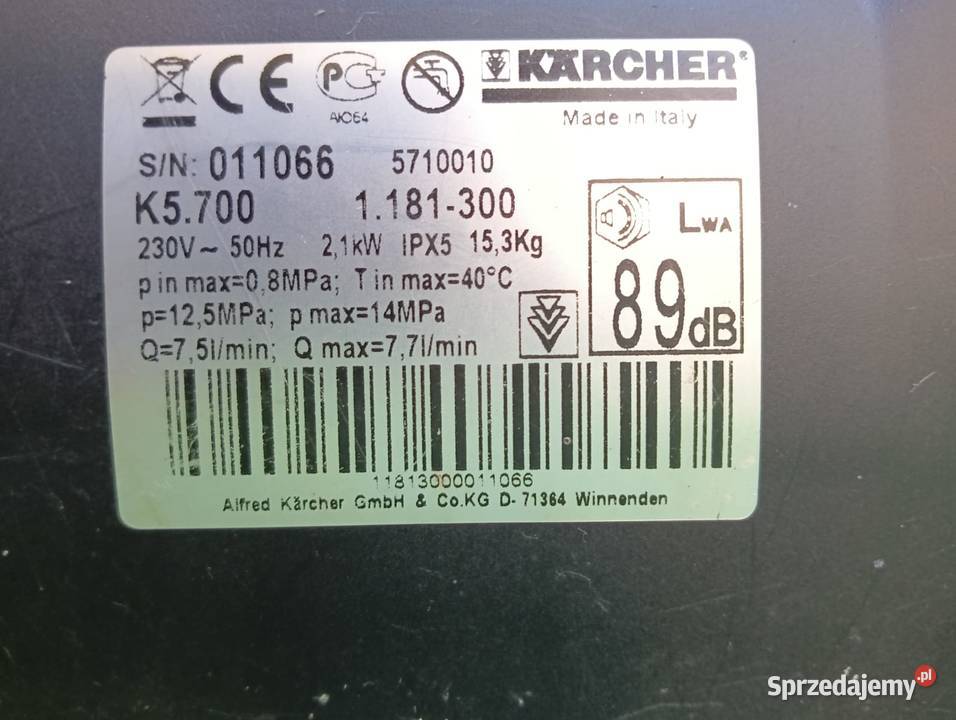 KÄRCHER
Made in Italy
S/N: 011066 5710010
K5.700 1.181-300
230V~ 50Hz 2,1kW IPX5 15,3Kg
p in max=0,8MPa; T in max=40°C
p=12,5MPa; p max=14MPa
Q=7,5l/min; Q max=7,7l/min
LWA
89dB
11813000011066
Alfred Kärcher GmbH & Co.KG D- 71364 Winnenden
Sprzedajemy.pl